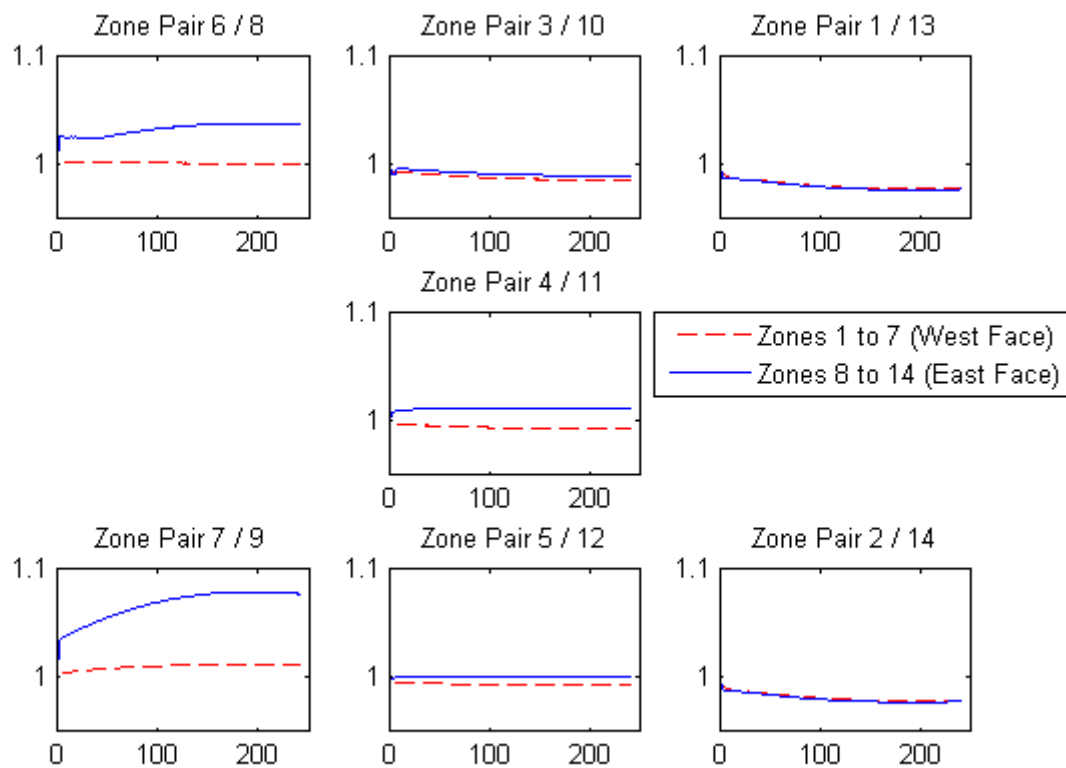 Zone Pair 6 / 8
1.1
1
0 100 200
Zone Pair 3 / 10
1.1
1
0 100 200
Zone Pair 1 / 13
1.1
1
0 100 200
Zone Pair 4 / 11
1.1
1
0 100 200
Zones 1 to 7 (West Face)
Zones 8 to 14 (East Face)
Zone Pair 7 / 9
1.1
1
0 100 200
Zone Pair 5 / 12
1.1
1
0 100 200
Zone Pair 2 / 14
1.1
1
0 100 200